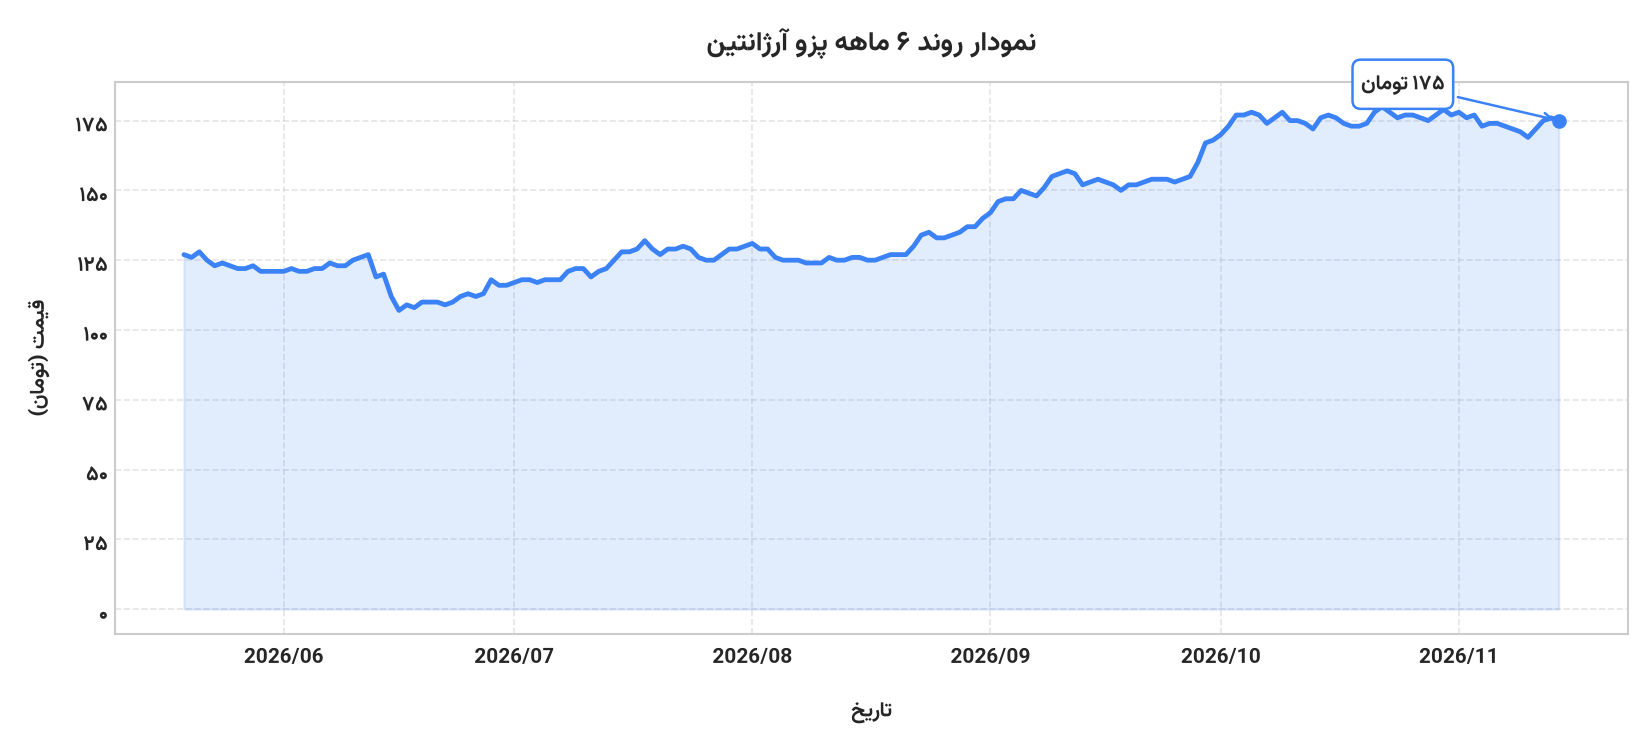 نمودار روند ۶ ماهه پزو آرژانتین
۱۷۵ تومان
۱۷۵
۱۵۰
۱۲۵
۱۰۰
۷۵
۵۰
۲۵
۰
قیمت (تومان)
2026/06 2026/07 2026/08 2026/09 2026/10 2026/11
تاریخ